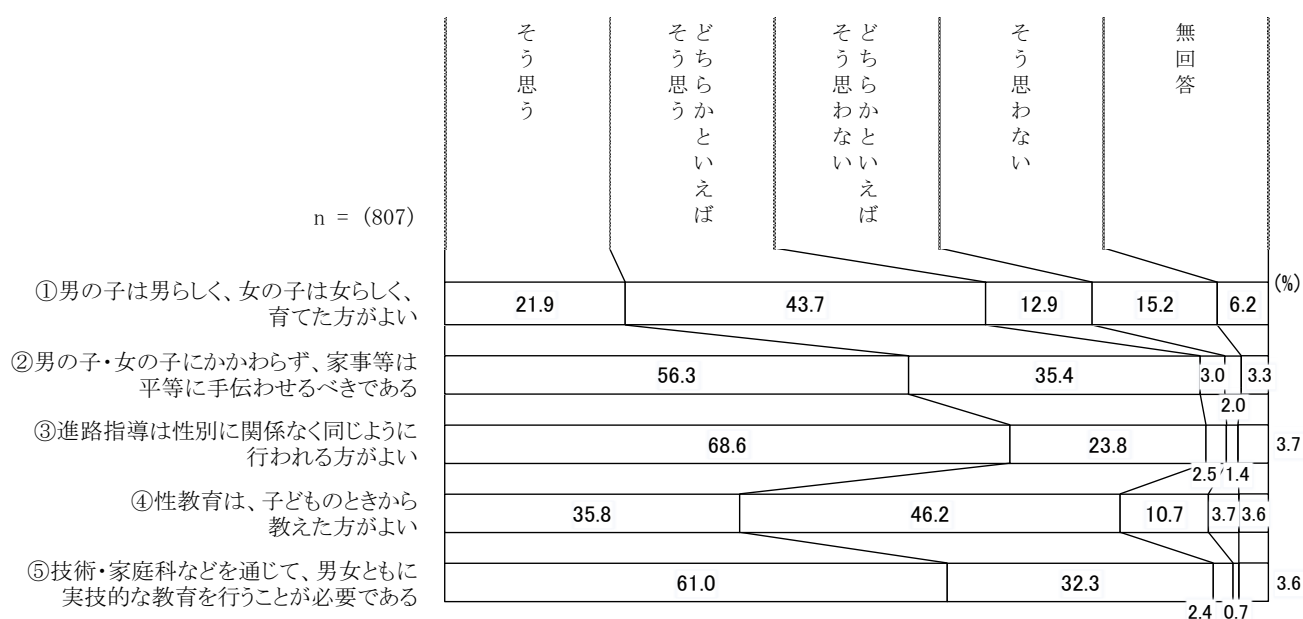 そう思う
どちらかといえば
そう思う
どちらかといえば
そう思わない
そう思わない
無回答
n = (807)
(%)
①男の子は男らしく、女の子は女らしく、
育てた方がよい
21.9 43.7 12.9 15.2 6.2
②男の子・女の子にかかわらず、家事等は
平等に手伝わせるべきである
56.3 35.4 3.0 3.3
2.0
③進路指導は性別に関係なく同じように
行われる方がよい
68.6 23.8 3.7
2.5 1.4
④性教育は、子どものときから
教えた方がよい
35.8 46.2 10.7 3.7 3.6
⑤技術・家庭科などを通じて、男女ともに
実技的な教育を行うことが必要である
61.0 32.3 3.6
2.4 0.7